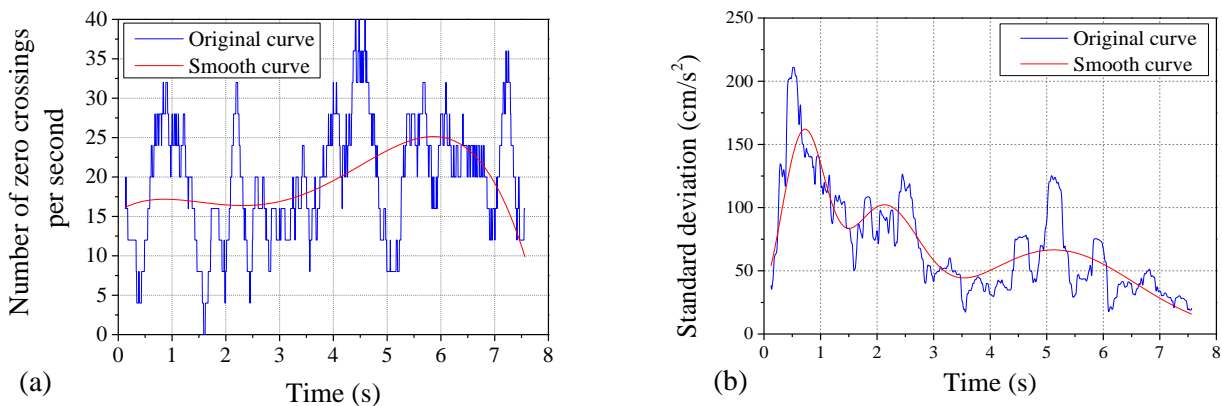 Number of zero crossings
per second
40
35
30
25
20
15
10
5
0
Original curve
Smooth curve
0 1 2 3 4 5 6 7 8
Time (s)
(a)
Standard deviation (cm/s²)
250
200
150
100
50
0
Original curve
Smooth curve
0 1 2 3 4 5 6 7 8
Time (s)
(b)